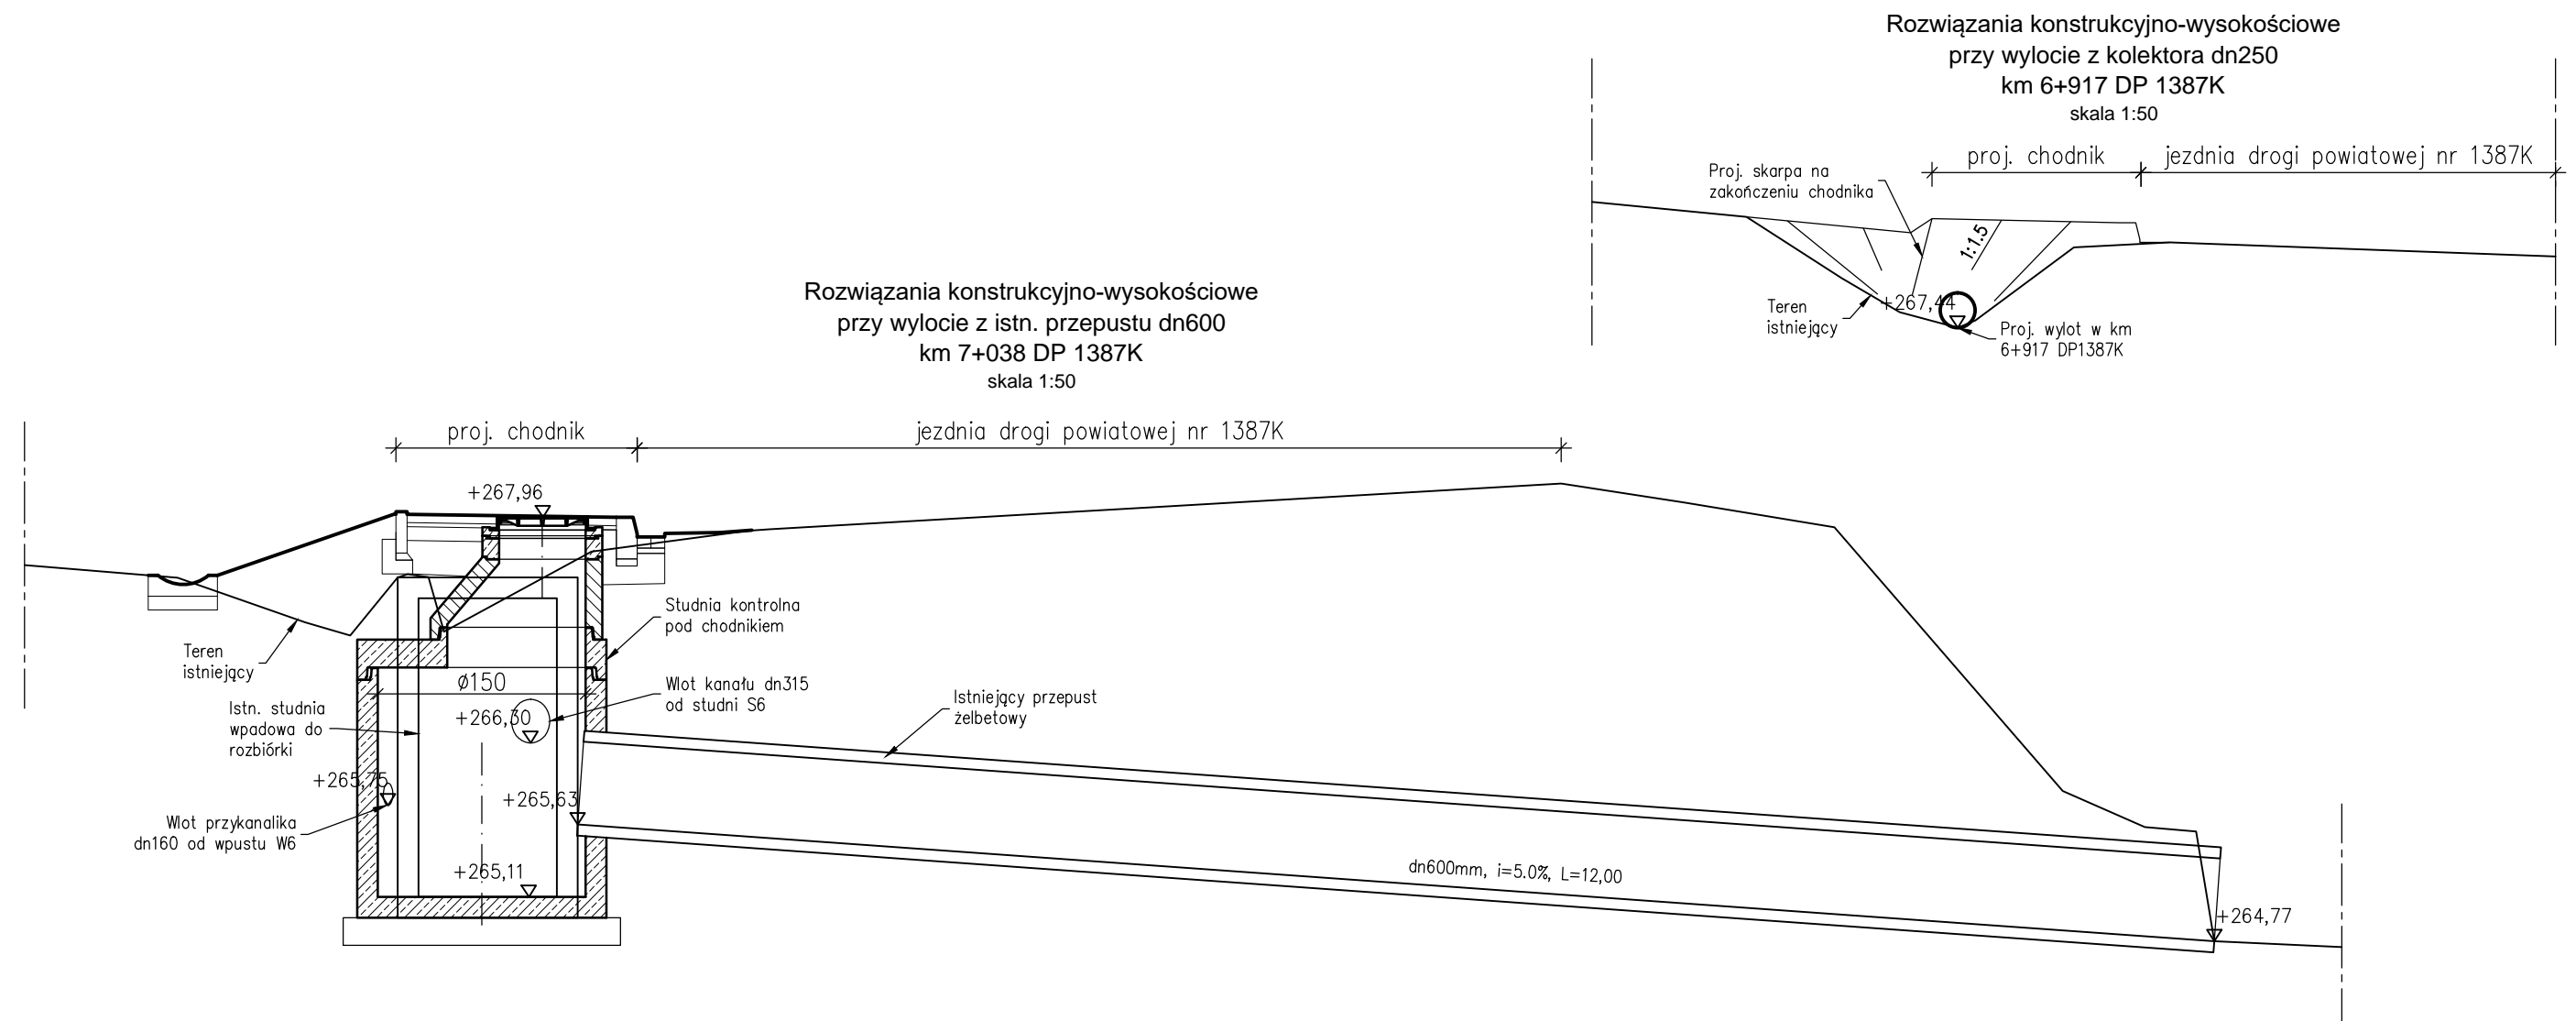 Rozwiązania konstrukcyjno-wysokościowe
przy wylocie z kolektora dn250
km 6+917 DP 1387K
skala 1:50
proj. chodnik
jezdnia drogi powiatowej nr 1387K
Proj. skarpa na
zakończeniu chodnika
1:1.5
Teren
istniejący
+267,44
Proj. wylot w km
6+917 DP1387K
Rozwiązania konstrukcyjno-wysokościowe
przy wylocie z istn. przepustu dn600
km 7+038 DP 1387K
skala 1:50
proj. chodnik
jezdnia drogi powiatowej nr 1387K
+267,96
Studnia kontrolna
pod chodnikiem
Teren
istniejący
ø150
Wlot kanału dn315
od studni S6
Istn. studnia
wpadowa do
rozbiórki
+266,30
Istniejący przepust
żelbetowy
+265,75
+265,63
Wlot przykanalika
dn160 od wpustu W6
+265,11
dn600mm, i=5.0%, L=12,00
+264,77